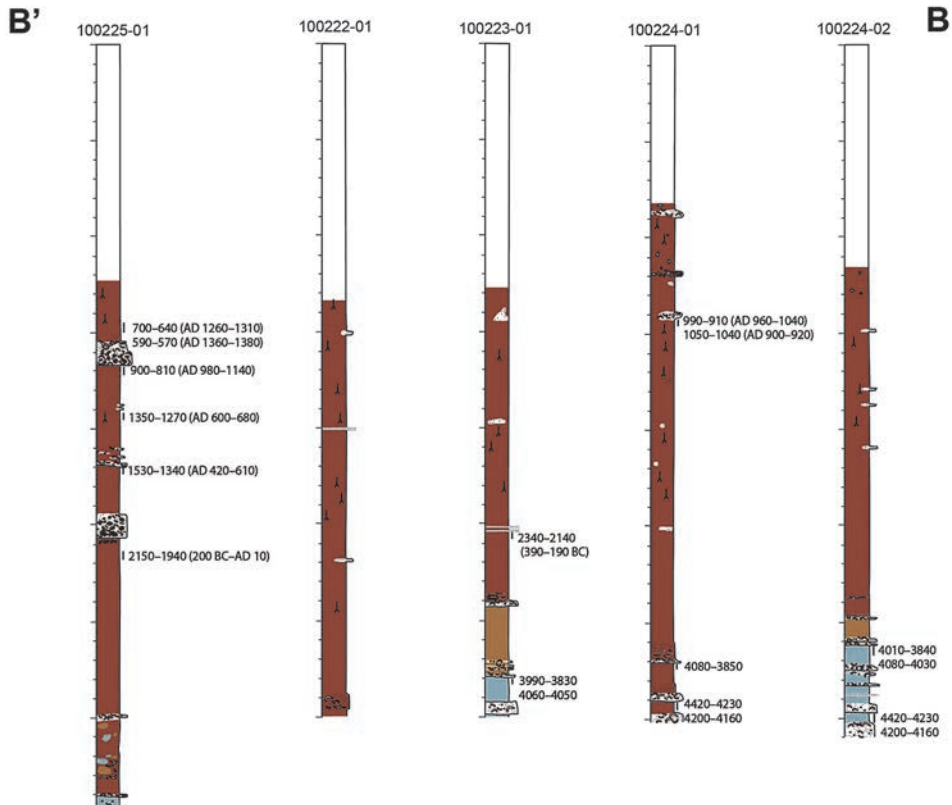 B'
B
100225-01
100222-01
100223-01
100224-01
100224-02
700–640 (AD 1260–1310)
590–570 (AD 1360–1380)
900–810 (AD 980–1140)
1350–1270 (AD 600–680)
1530–1340 (AD 420–610)
2150–1940 (200 BC–AD 10)
2340–2140
(390–190 BC)
3990–3830
4060–4050
990–910 (AD 960–1040)
1050–1040 (AD 900–920)
4080–3850
4420–4230
4200–4160
4010–3840
4080–4030
4420–4230
4200–4160